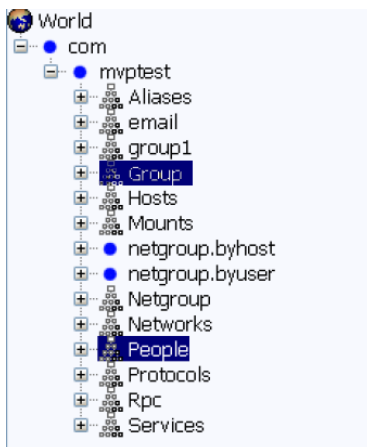 World
com
mvptest
Aliases
email
group1
Group
Hosts
Mounts
netgroup.byhost
netgroup.byuser
Netgroup
Networks
People
Protocols
Rpc
Services